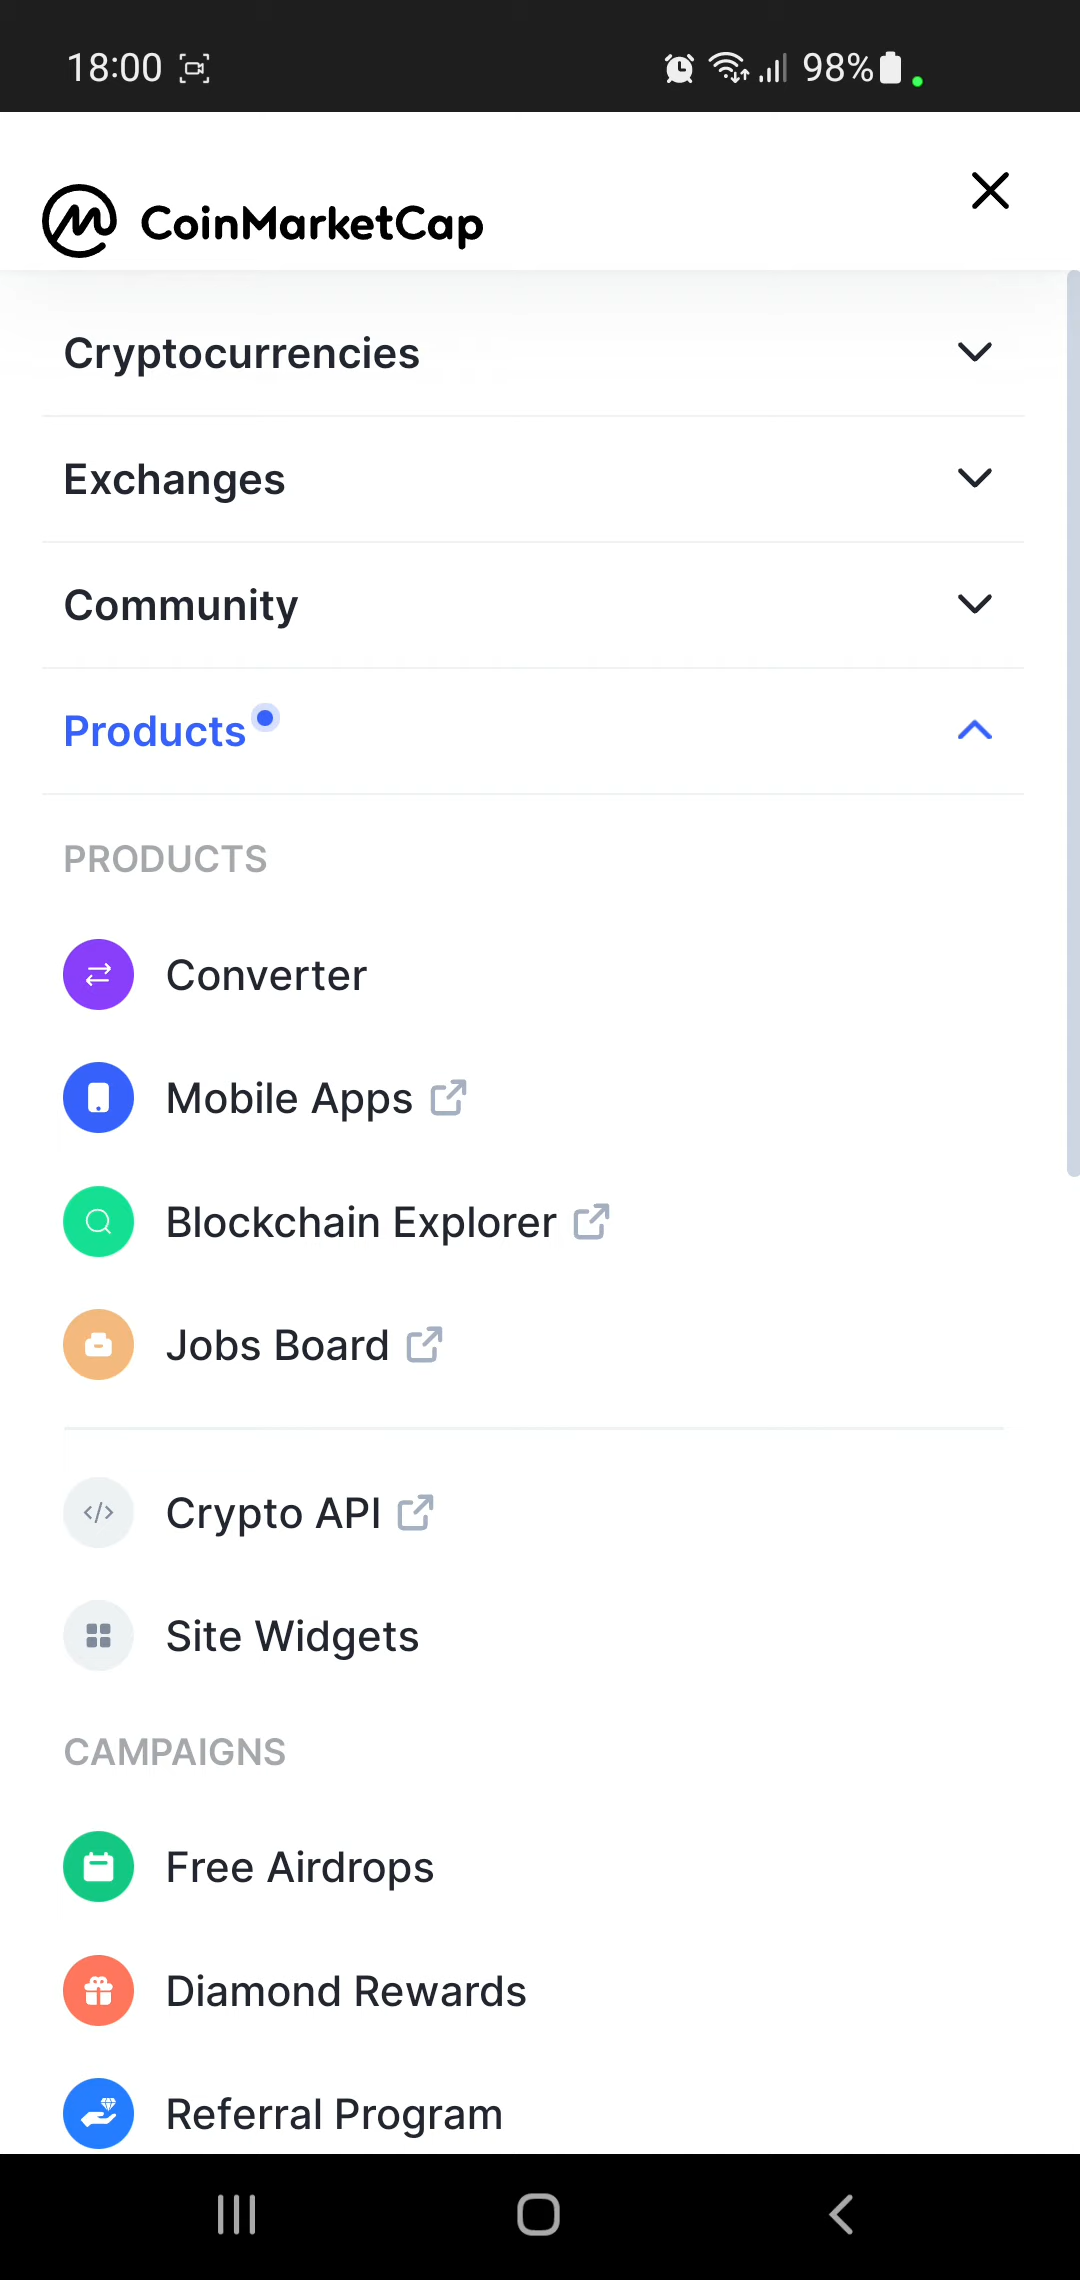 18:00 98%
CoinMarketCap
Cryptocurrencies
Exchanges
Community
Products
PRODUCTS
Converter
Mobile Apps
Blockchain Explorer
Jobs Board
Crypto API
Site Widgets
CAMPAIGNS
Free Airdrops
Diamond Rewards
Referral Program